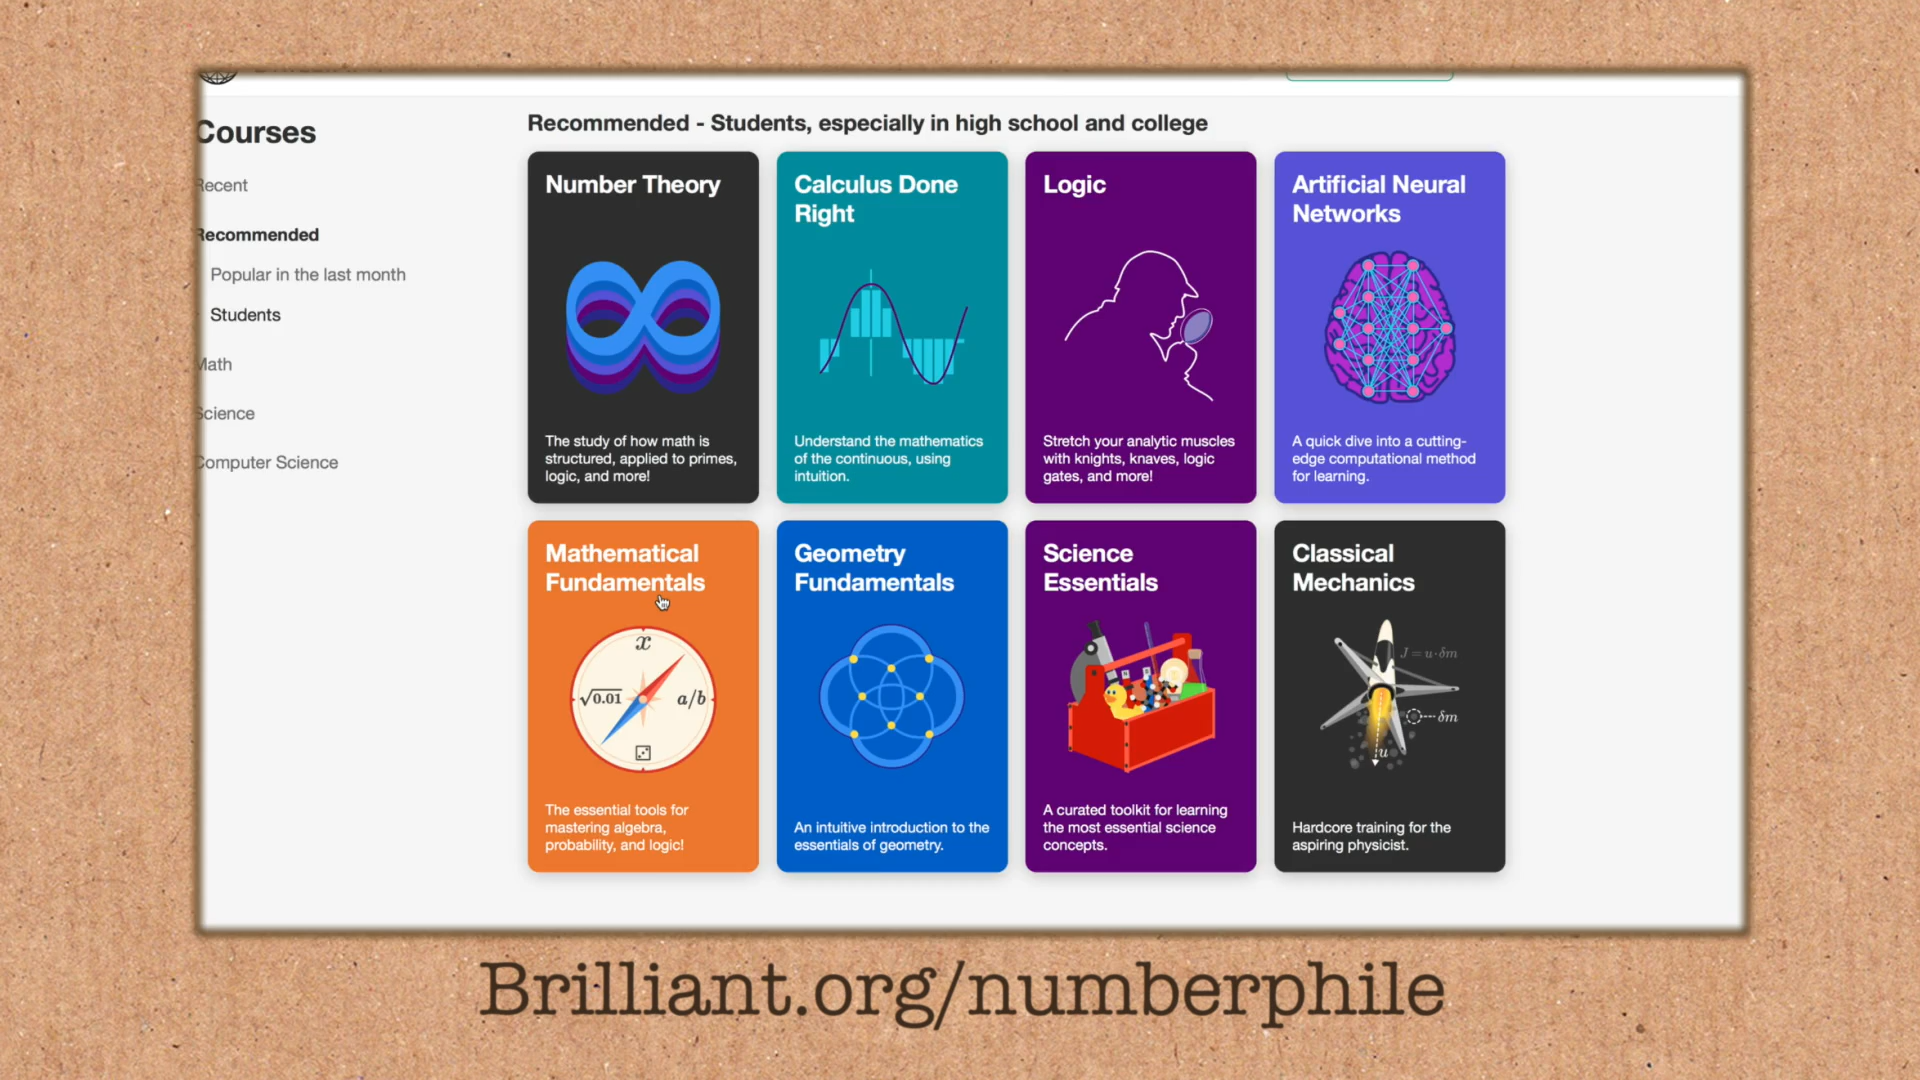 Courses
Recent
Recommended
Popular in the last month
Students
Math
Science
Computer Science
Recommended - Students, especially in high school and college
Number Theory
The study of how math is
structured, applied to primes,
logic, and more!
Calculus Done
Right
Understand the mathematics
of the continuous, using
intuition.
Logic
Stretch your analytic muscles
with knights, knaves, logic
gates, and more!
Artificial Neural
Networks
A quick dive into a cutting-
edge computational method
for learning.
Mathematical
Fundamentals
x
√0.01
a/b
The essential tools for
mastering algebra,
probability, and logic!
Geometry
Fundamentals
An intuitive introduction to the
essentials of geometry.
Science
Essentials
A curated toolkit for learning
the most essential science
concepts.
Classical
Mechanics
J = u·δm
δm
u
Hardcore training for the
aspiring physicist.
Brilliant.org/numberphile